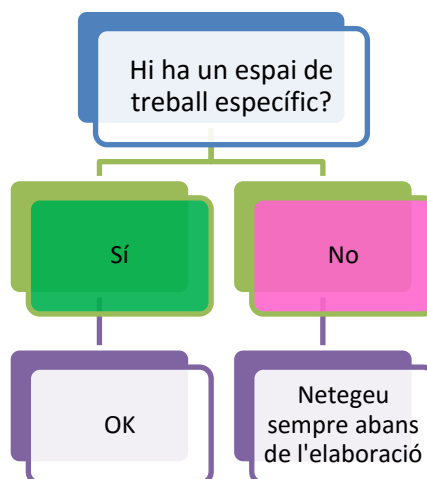 Hi ha un espai de
treball específic?
Sí
No
OK
Netegeu
sempre abans
de l'elaboració